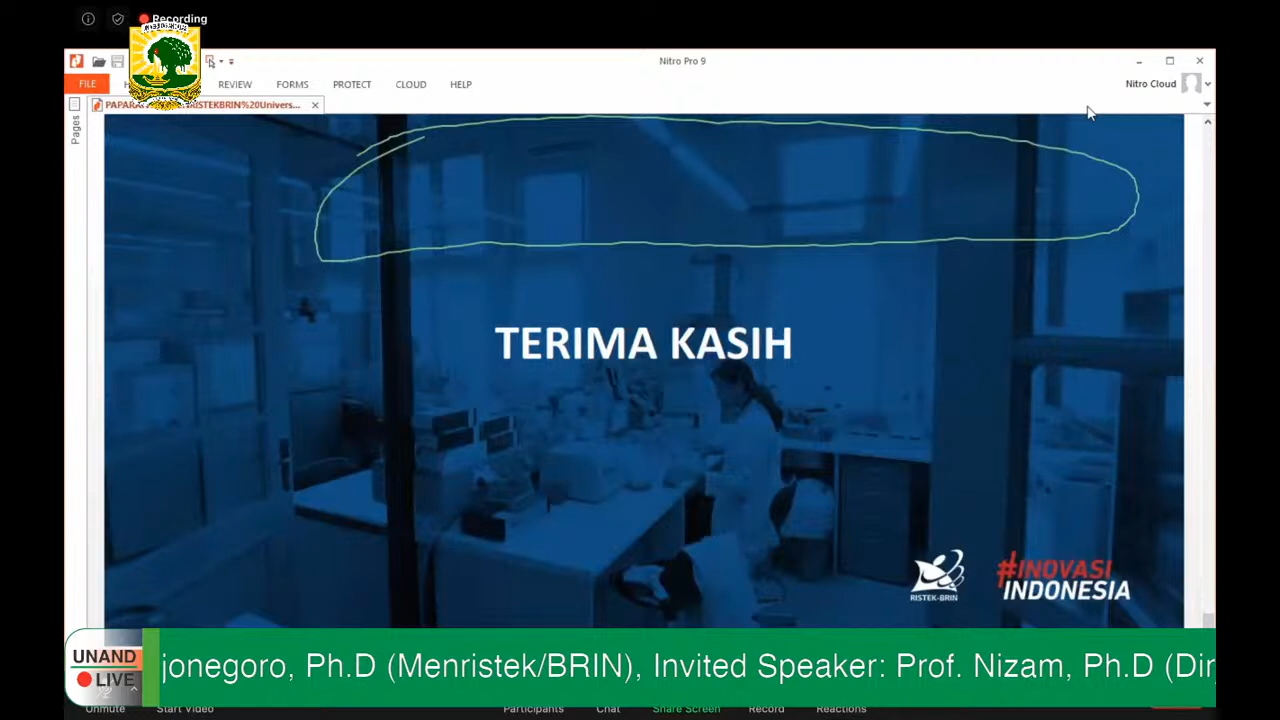 Recording
Nitro Pro 9
FILE
REVIEW
FORMS
PROTECT
CLOUD
HELP
Nitro Cloud
RISTEKBRIN%20Univers...
Pages
TERIMA KASIH
RISTEK-BRIN
#INOVASI
INDONESIA
UNAND
LIVE
jonegoro, Ph.D (Menristek/BRIN), Invited Speaker: Prof. Nizam, Ph.D (Dir
Unmute
Start Video
Participants
Chat
Share Screen
Record
Reactions